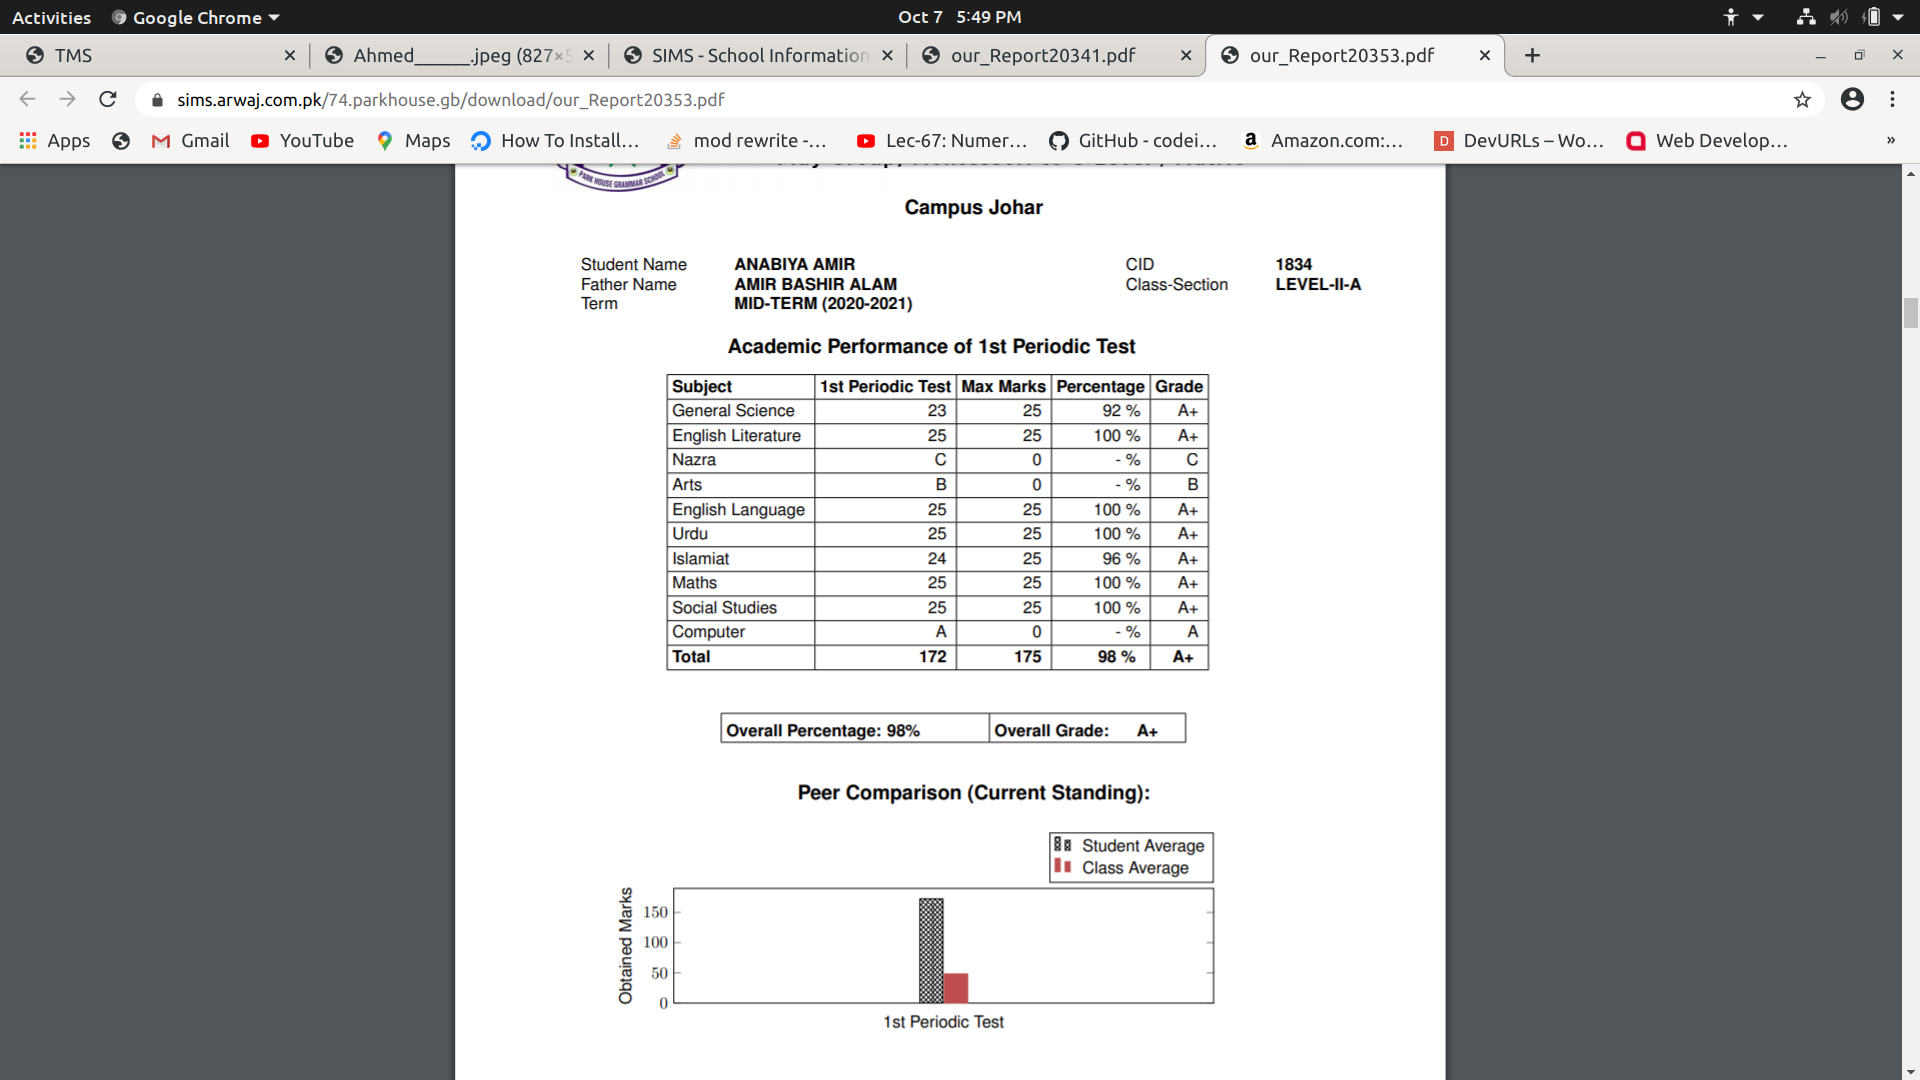 Activities Google Chrome Oct 7 5:49 PM
TMS Ahmed______.jpeg (827× SIMS - School Information our_Report20341.pdf our_Report20353.pdf
sims.arwaj.com.pk/74.parkhouse.gb/download/our_Report20353.pdf
Apps Gmail YouTube Maps How To Install... mod rewrite -... Lec-67: Numer... GitHub - codei... Amazon.com:... DevURLs – Wo... Web Develop... »
PARK HOUSE GRAMMAR SCHOOL
Campus Johar
Student Name ANABIYA AMIR CID 1834
Father Name AMIR BASHIR ALAM Class-Section LEVEL-II-A
Term MID-TERM (2020-2021)
Academic Performance of 1st Periodic Test
Subject 1st Periodic Test Max Marks Percentage Grade
General Science 23 25 92 % A+
English Literature 25 25 100 % A+
Nazra C 0 - % C
Arts B 0 - % B
English Language 25 25 100 % A+
Urdu 25 25 100 % A+
Islamiat 24 25 96 % A+
Maths 25 25 100 % A+
Social Studies 25 25 100 % A+
Computer A 0 - % A
Total 172 175 98 % A+
Overall Percentage: 98% Overall Grade: A+
Peer Comparison (Current Standing):
Student Average
Class Average
Obtained Marks
150
100
50
0
1st Periodic Test